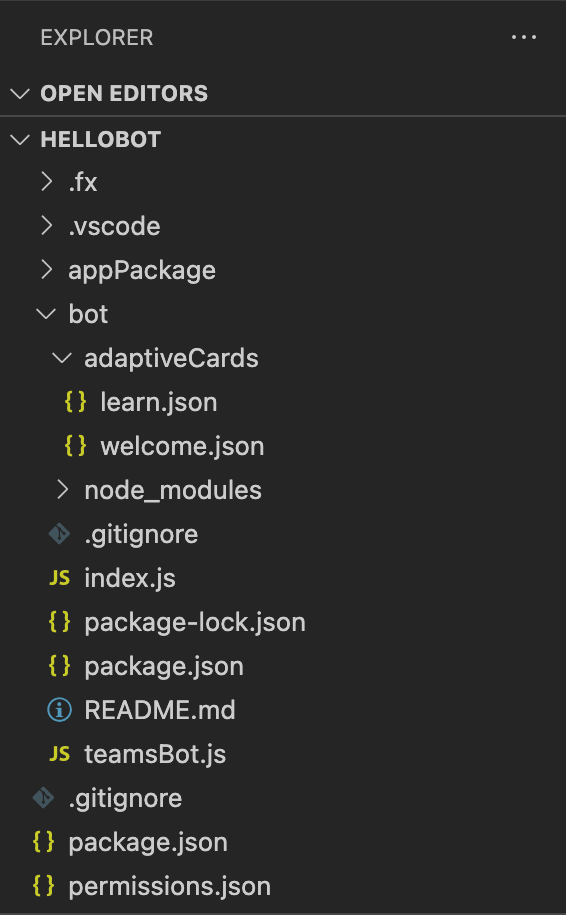 EXPLORER
OPEN EDITORS
HELLOBOT
.fx
.vscode
appPackage
bot
adaptiveCards
{} learn.json
{} welcome.json
node_modules
.gitignore
JS index.js
{} package-lock.json
{} package.json
README.md
JS teamsBot.js
.gitignore
{} package.json
{} permissions.json